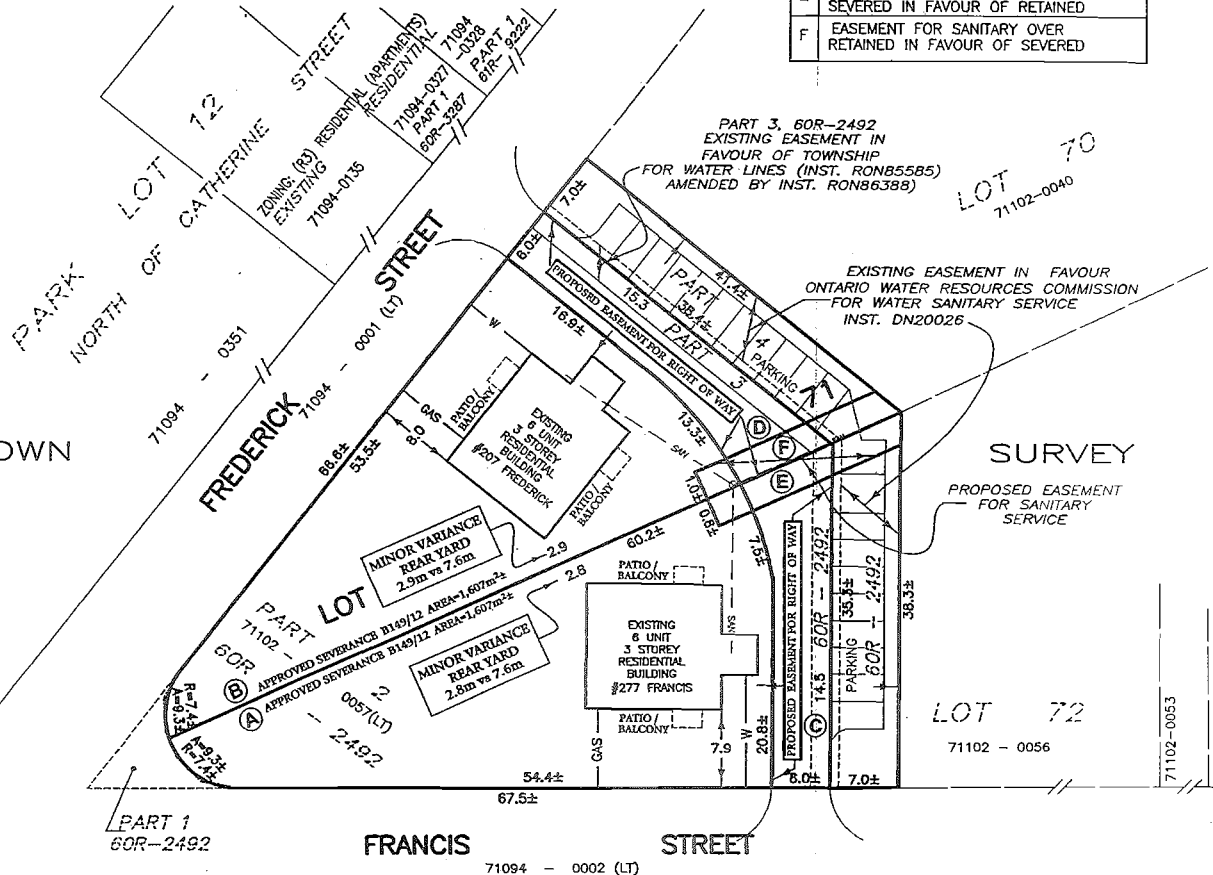 SEVERED IN FAVOUR OF RETAINED
F EASEMENT FOR SANITARY OVER
RETAINED IN FAVOUR OF SEVERED
LOT 12
CATHERINE STREET
NORTH OF
PARK
ZONING: (R3) RESIDENTIAL (APARTMENTS)
EXISTING RESIDENTIAL
71094-0135
71094-0327
PART 1
60R-3287
71094
-0328
PART 1
61R- 9222
71094 - 0351
FREDERICK STREET
71094 - 0001 (LT)
OWN
PART 3, 60R-2492
EXISTING EASEMENT IN
FAVOUR OF TOWNSHIP
FOR WATER LINES (INST. RON85585)
AMENDED BY INST. RON86388)
LOT 70
71102-0040
EXISTING EASEMENT IN FAVOUR
ONTARIO WATER RESOURCES COMMISSION
FOR WATER SANITARY SERVICE
INST. DN20026
7.0±
6.0±
41.4±
PART 4
38.4±
PART 3
15.3
PARKING
PROPOSED EASEMENT FOR RIGHT OF WAY
16.9±
13.3±
W
GAS
8.0
PATIO/
BALCONY
EXISTING
6 UNIT
3 STOREY
RESIDENTIAL
BUILDING
#207 FREDERICK
PATIO/
BALCONY
SAN
D
F
E
1.0±
0.8±
7.5±
66.6±
53.5±
SURVEY
PROPOSED EASEMENT
FOR SANITARY
SERVICE
MINOR VARIANCE
REAR YARD
2.9m vs 7.6m
2.9
60.2±
2.8
MINOR VARIANCE
REAR YARD
2.8m vs 7.6m
LOT
B APPROVED SEVERANCE B149/12 AREA=1,607m²±
A APPROVED SEVERANCE B149/12 AREA=1,607m²±
PART 2
71102 - 0057(LT)
60R - 2492
R=7.4±
A=9.3±
A=9.3±
R=7.4±
PATIO/
BALCONY
EXISTING
6 UNIT
3 STOREY
RESIDENTIAL
BUILDING
#277 FRANCIS
PATIO/
BALCONY
SAN
GAS
7.9
W
20.8±
PROPOSED EASEMENT FOR RIGHT OF WAY
14.5
C
60R - 2492
35.5±
PARKING
60R - 2492
38.3±
6.0±
7.0±
LOT 72
71102 - 0056
71102-0053
54.4±
67.5±
PART 1
60R-2492
FRANCIS STREET
71094 - 0002 (LT)